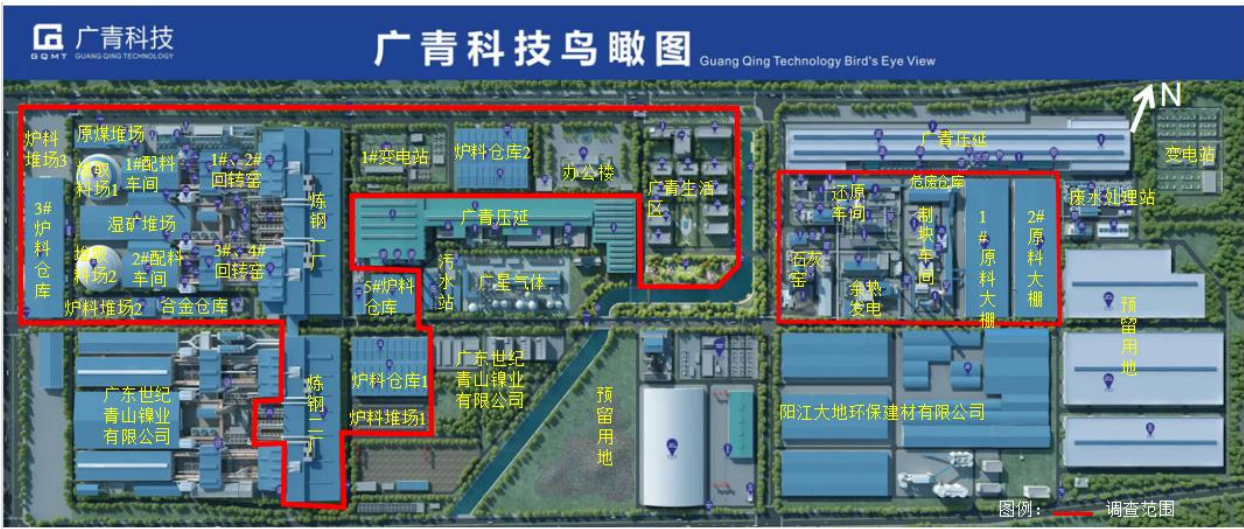 广青科技
GQMT GUANG QING TECHNOLOGY
广青科技鸟瞰图
Guang Qing Technology Bird's Eye View
N
炉料
堆场3
原煤堆场
堆取
料场1
1#配料
车间
1#、2#
回转窑
炼钢一厂
1#变电站
炉料仓库2
办公楼
广青生活
区
广青压延
变电站
3#炉料仓库
湿矿堆场
堆取
料场2
2#配料
车间
3#、4#
回转窑
炉料堆场2
合金仓库
广青压延
5#炉料
仓库
污水站
广星气体
还原
车间
危废仓库
制块车间
1#原料大棚
2#原料大棚
石灰
窑
余热
发电
废水处理站
预留用地
广东世纪
青山镍业
有限公司
炼钢二厂
炉料仓库1
炉料堆场1
广东世纪
青山镍业
有限公司
预留用地
阳江大地环保建材有限公司
图例：
调查范围